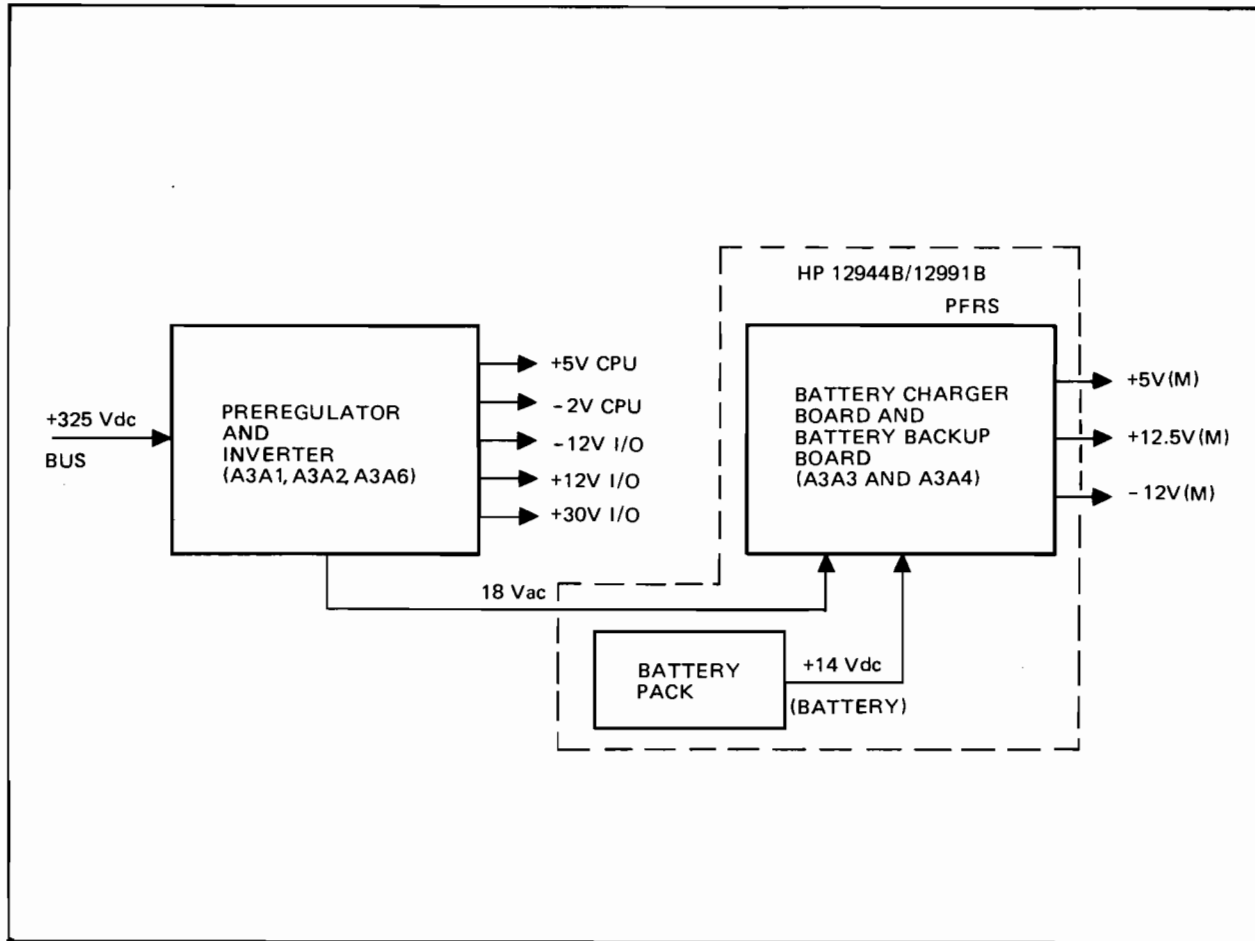 HP 12944B/12991B
PFRS
+325 Vdc
BUS
PREREGULATOR
AND
INVERTER
(A3A1, A3A2, A3A6)
+5V CPU
-2V CPU
-12V I/O
+12V I/O
+30V I/O
BATTERY CHARGER
BOARD AND
BATTERY BACKUP
BOARD
(A3A3 AND A3A4)
+5V(M)
+12.5V(M)
-12V(M)
18 Vac
BATTERY
PACK
+14 Vdc
(BATTERY)